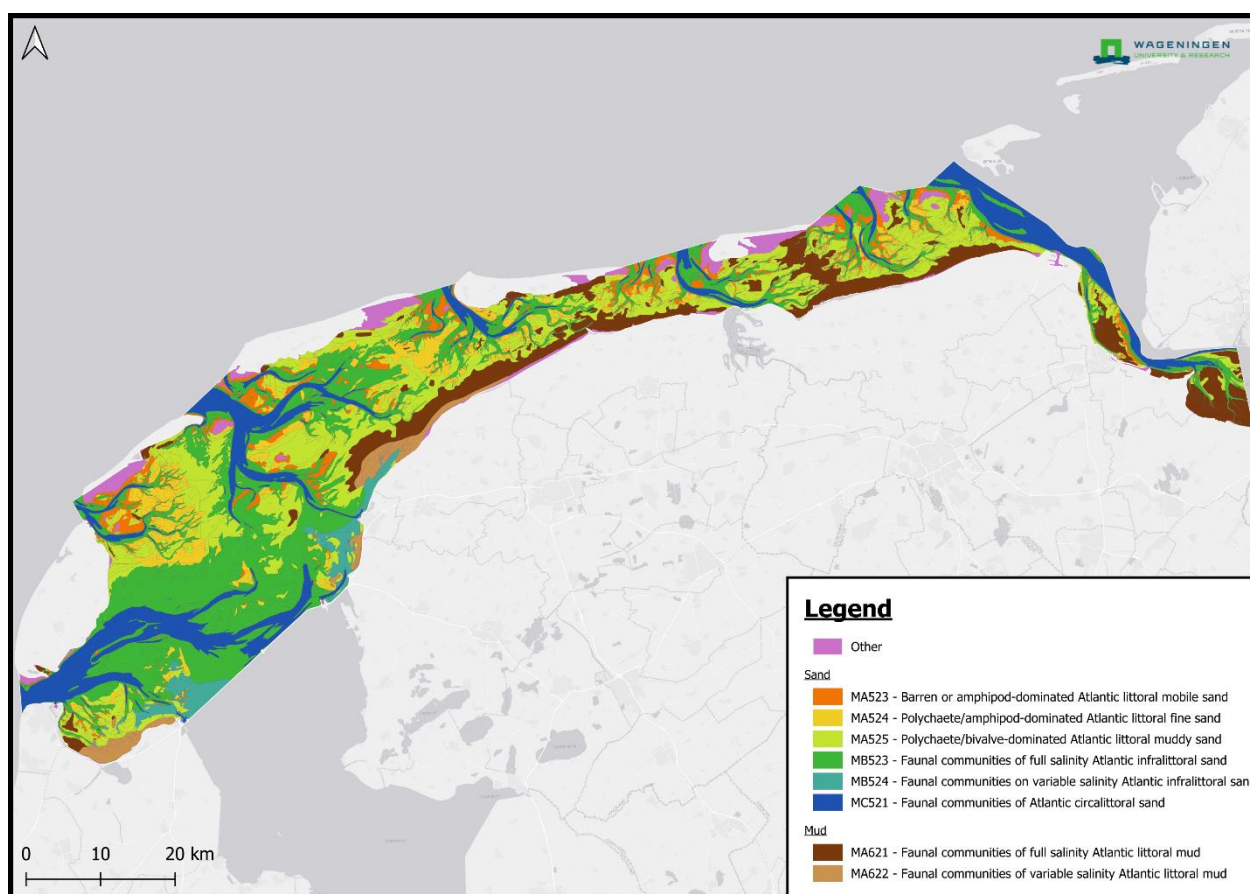 WAGENINGEN
UNIVERSITY & RESEARCH
Legend
Other
Sand
MA523 - Barren or amphipod-dominated Atlantic littoral mobile sand
MA524 - Polychaete/amphipod-dominated Atlantic littoral fine sand
MA525 - Polychaete/bivalve-dominated Atlantic littoral muddy sand
MB523 - Faunal communities of full salinity Atlantic infralittoral sand
MB524 - Faunal communities on variable salinity Atlantic infralittoral san
MC521 - Faunal communities of Atlantic circalittoral sand
Mud
MA621 - Faunal communities of full salinity Atlantic littoral mud
MA622 - Faunal communities of variable salinity Atlantic littoral mud
0 10 20 km